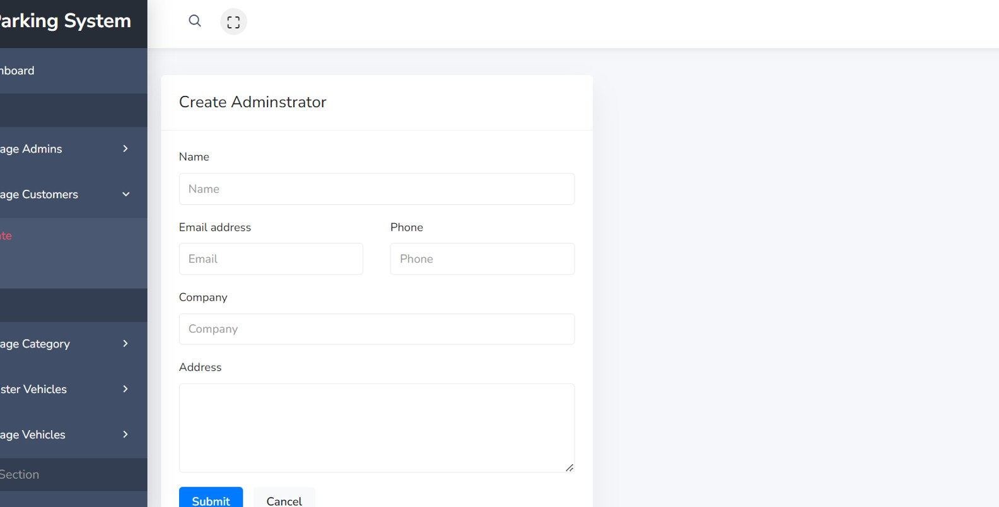 Parking System
nboard
age Admins
age Customers
te
age Category
ster Vehicles
age Vehicles
Section
Create Adminstrator
Name
Name
Email address Phone
Email Phone
Company
Company
Address
Submit Cancel